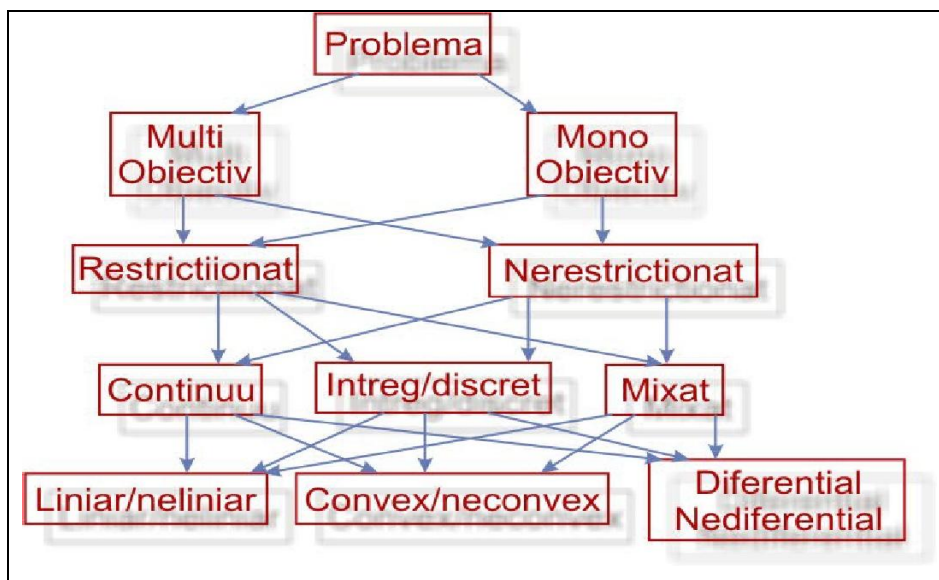 Problema
Multi
Obiectiv
Mono
Obiectiv
Restrictiionat
Nerestrictionat
Continuu
Intreg/discret
Mixat
Liniar/neliniar
Convex/neconvex
Diferential
Nediferential